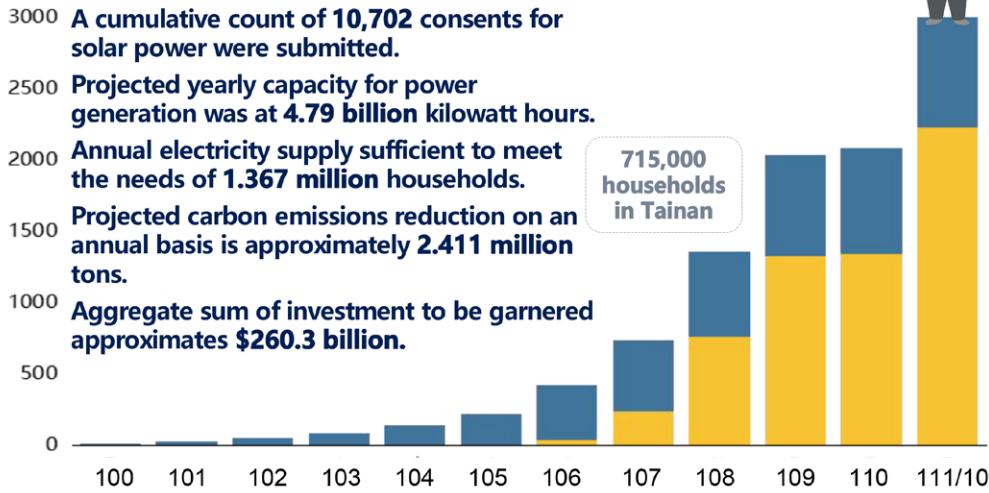 3000
A cumulative count of 10,702 consents for
solar power were submitted.
2500
Projected yearly capacity for power
generation was at 4.79 billion kilowatt hours.
2000
Annual electricity supply sufficient to meet
the needs of 1.367 million households.
715,000
households
in Tainan
1500
Projected carbon emissions reduction on an
annual basis is approximately 2.411 million
tons.
1000
Aggregate sum of investment to be garnered
approximates $260.3 billion.
500
0
100 101 102 103 104 105 106 107 108 109 110 111/10